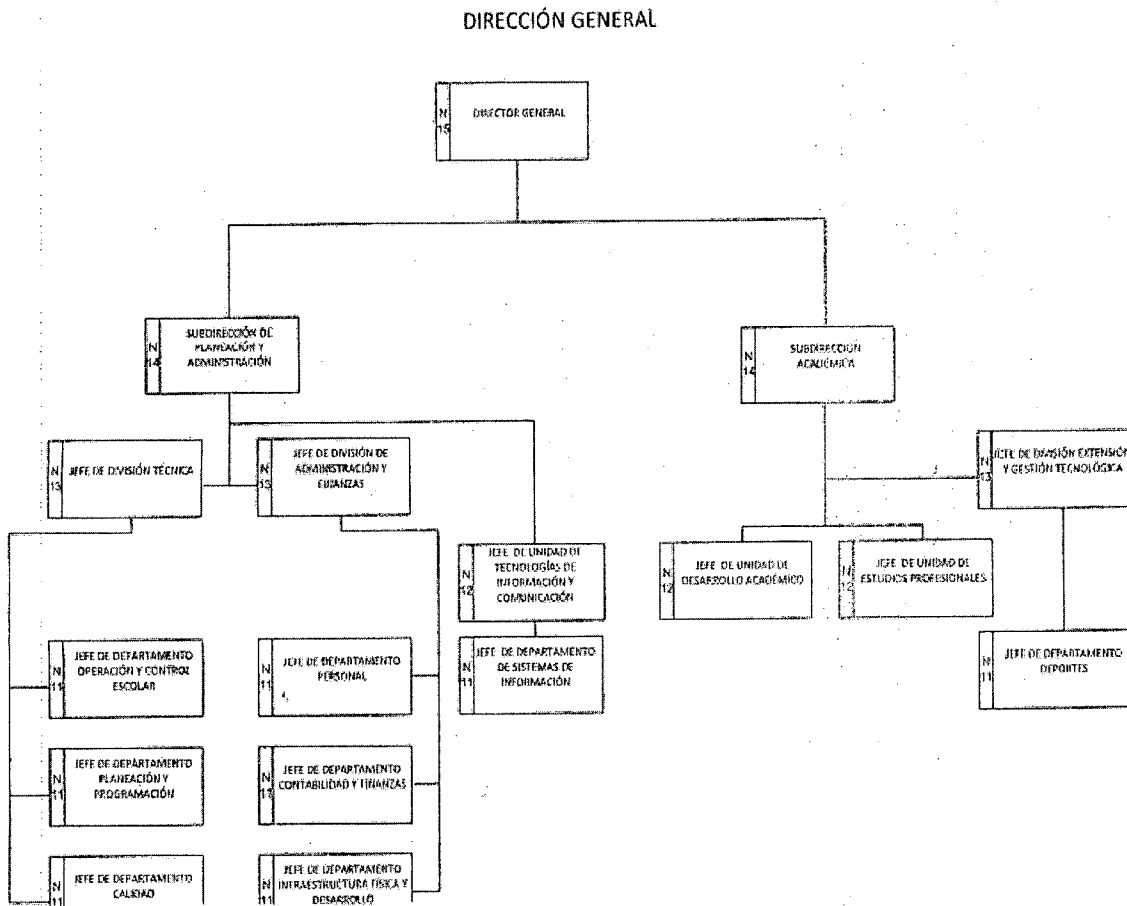 DIRECCIÓN GENERAL
N
15
DIRECTOR GENERAL
N
14
SUBDIRECCIÓN DE
PLANEACIÓN Y
ADMINISTRACIÓN
N
14
SUBDIRECCIÓN
ACADÉMICA
N
13
JEFE DE DIVISIÓN TÉCNICA
N
13
JEFE DE DIVISIÓN DE
ADMINISTRACIÓN Y
FINANZAS
N
13
JEFE DE DIVISIÓN EXTENSIÓN
Y GESTIÓN TECNOLÓGICA
N
12
JEFE DE UNIDAD DE
TECNOLOGÍAS DE
INFORMACIÓN Y
COMUNICACIÓN
N
12
JEFE DE UNIDAD DE
DESARROLLO ACADÉMICO
N
12
JEFE DE UNIDAD DE
ESTUDIOS PROFESIONALES
N
11
JEFE DE DEPARTAMENTO
OPERACIÓN Y CONTROL
ESCOLAR
N
11
JEFE DE DEPARTAMENTO
PERSONAL
N
11
JEFE DE DEPARTAMENTO
DE SISTEMAS DE
INFORMACIÓN
N
11
JEFE DE DEPARTAMENTO
DEPORTES
N
11
JEFE DE DEPARTAMENTO
PLANEACIÓN Y
PROGRAMACIÓN
N
11
JEFE DE DEPARTAMENTO
CONTABILIDAD Y FINANZAS
N
11
JEFE DE DEPARTAMENTO
CALIDAD
N
11
JEFE DE DEPARTAMENTO
INFRAESTRUCTURA FÍSICA Y
DESARROLLO